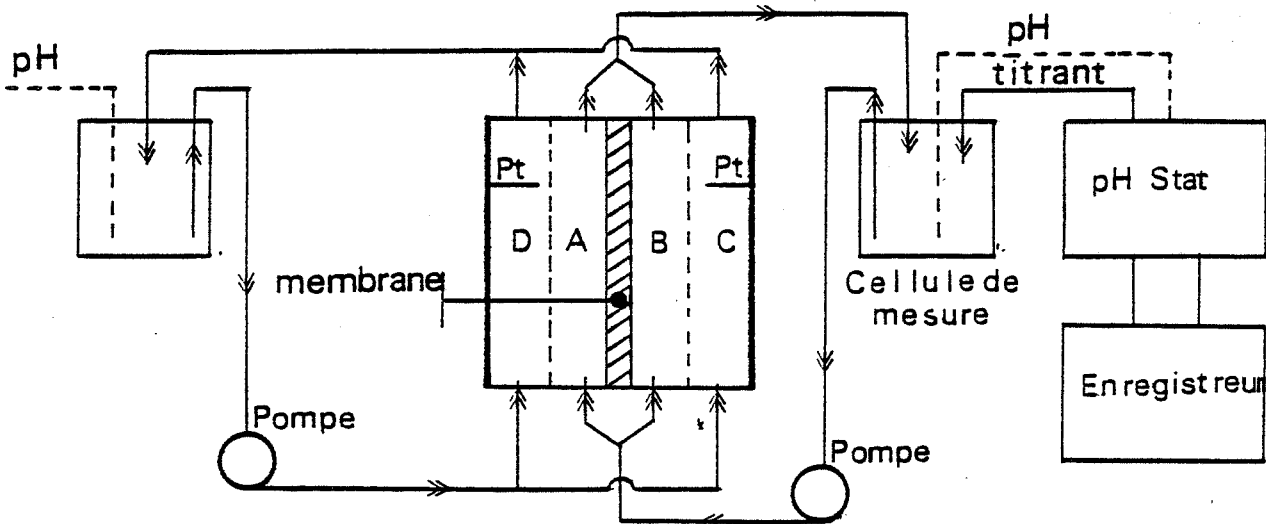 pH
pH
titrant
Pt
Pt
pH Stat
D
A
B
C
membrane
Cellule de
mesure
Enregistreur
Pompe
Pompe